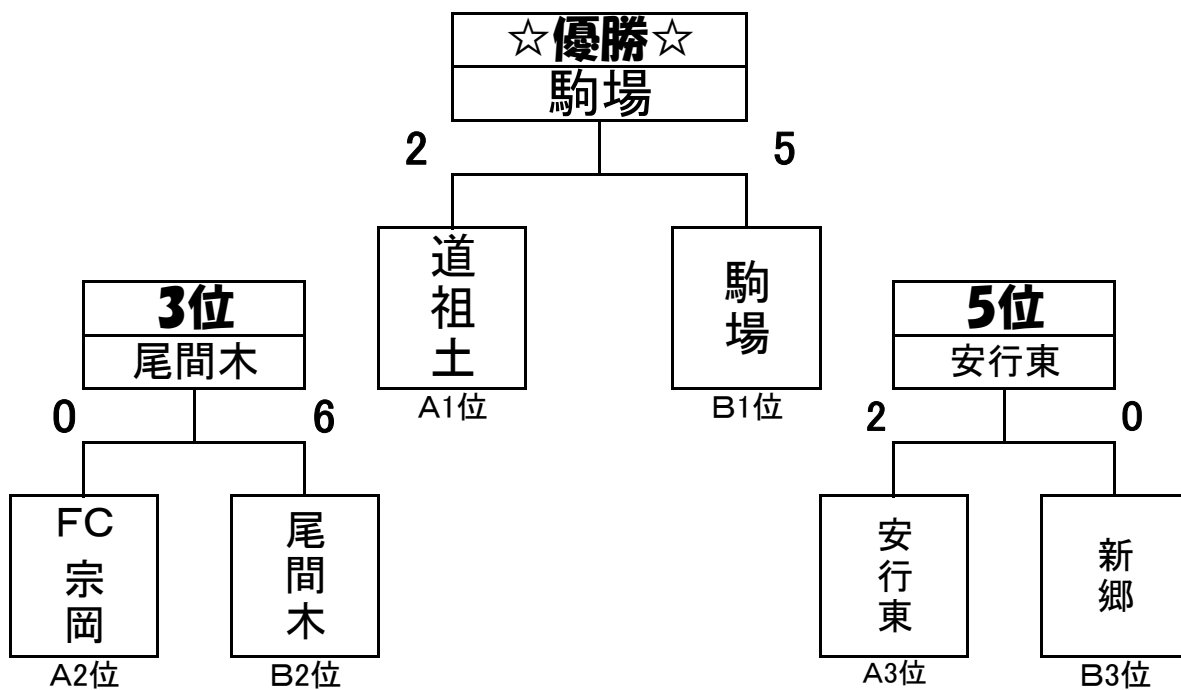 ☆優勝☆
駒場
2 5
道祖土
駒場
A1位
B1位
3位
尾間木
0 6
FC宗岡
尾間木
A2位
B2位
5位
安行東
2 0
安行東
新郷
A3位
B3位